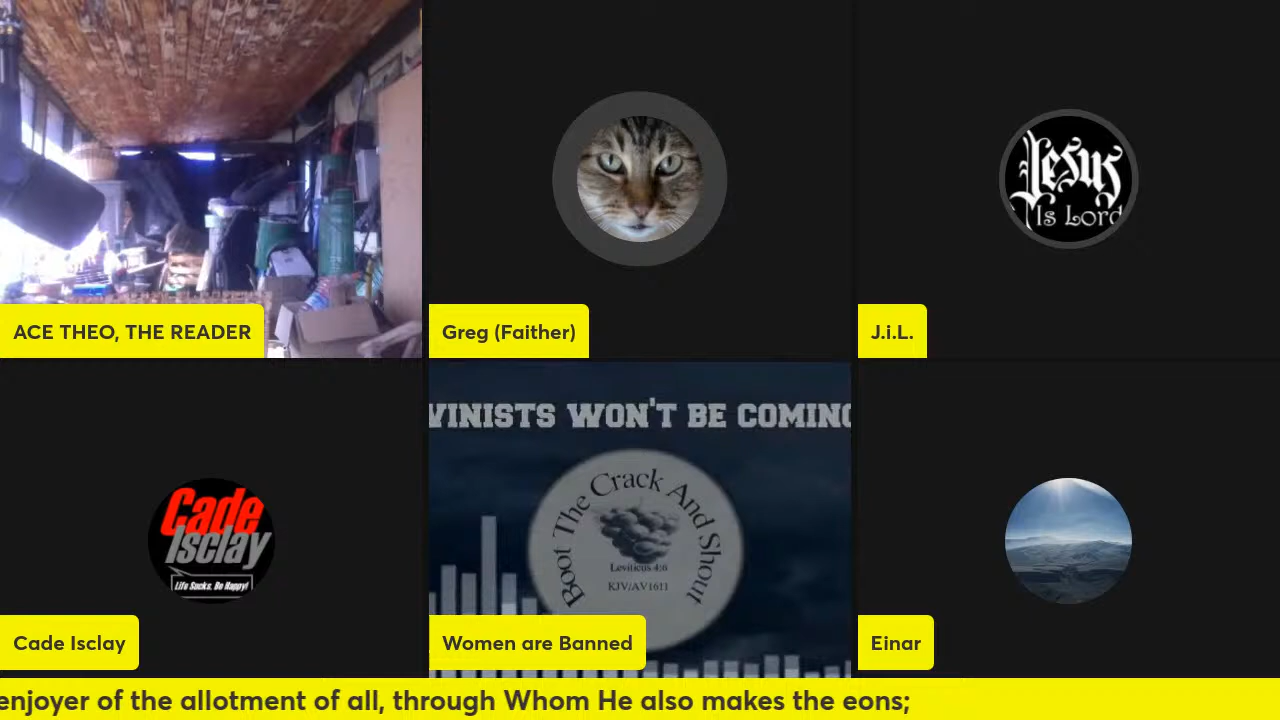 ACE THEO, THE READER
Greg (Faither)
Jesus
Is Lord
J.i.L.
Cade
Isclay
Life Sucks. Be Happy!
Cade Isclay
VINISTS WON'T BE COMING
Boot The Crack And Shout
Leviticus 4:6
KJV/AV1611
Women are Banned
Einar
enjoyer of the allotment of all, through Whom He also makes the eons;